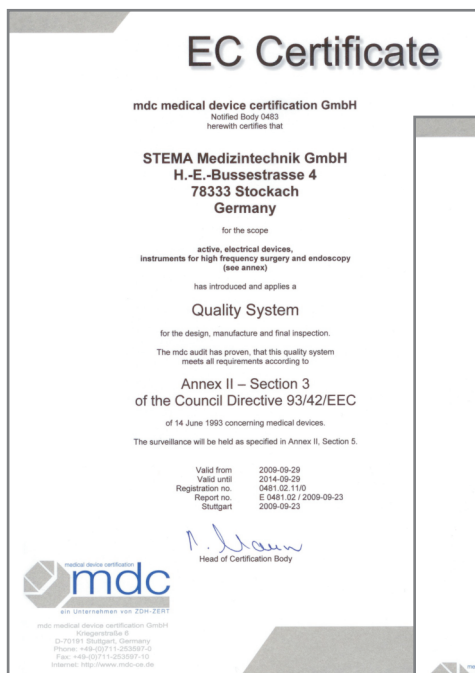 EC Certificate
mdc medical device certification GmbH
Notified Body 0483
herewith certifies that
STEMA Medizintechnik GmbH
H.-E.-Bussestrasse 4
78333 Stockach
Germany
for the scope
active, electrical devices,
instruments for high frequency surgery and endoscopy
(see annex)
has introduced and applies a
Quality System
for the design, manufacture and final inspection.
The mdc audit has proven, that this quality system
meets all requirements according to
Annex II – Section 3
of the Council Directive 93/42/EEC
of 14 June 1993 concerning medical devices.
The surveillance will be held as specified in Annex II, Section 5.
Valid from 2009-09-29
Valid until 2014-09-29
Registration no. 0481.02.11/0
Report no. E 0481.02 / 2009-09-23
Stuttgart 2009-09-23
Head of Certification Body
medical device certification
mdc
ein Unternehmen von ZDH-ZERT
mdc medical device certification GmbH
Kriegerstraße 6
D-70191 Stuttgart, Germany
Phone: +49-(0)711-253597-0
Fax: +49-(0)711-253597-10
Internet: http://www.mdc-ce.de